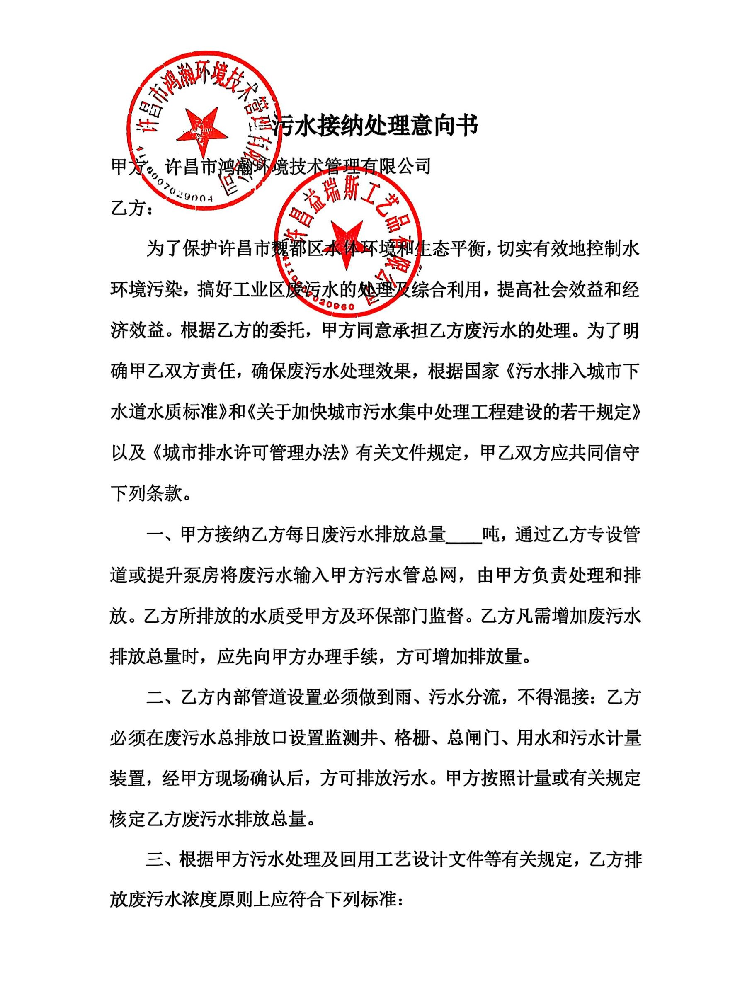 许昌市鸿瀚环境技术管理有限公司
污水接纳处理意向书
甲方 许昌市鸿瀚环境技术管理有限公司
7029004
许昌益瑞斯工艺品有限公司
乙方：
为了保护许昌市魏都区水体环境和生态平衡，切实有效地控制水
环境污染，搞好工业区废污水的处理及综合利用，提高社会效益和经
4110007020960
济效益。根据乙方的委托，甲方同意承担乙方废污水的处理。为了明
确甲乙双方责任，确保废污水处理效果，根据国家《污水排入城市下
水道水质标准》和《关于加快城市污水集中处理工程建设的若干规定》
以及《城市排水许可管理办法》有关文件规定，甲乙双方应共同信守
下列条款。
一、甲方接纳乙方每日废污水排放总量____吨，通过乙方专设管
道或提升泵房将废污水输入甲方污水管总网，由甲方负责处理和排
放。乙方所排放的水质受甲方及环保部门监督。乙方凡需增加废污水
排放总量时，应先向甲方办理手续，方可增加排放量。
二、乙方内部管道设置必须做到雨、污水分流，不得混接：乙方
必须在废污水总排放口设置监测井、格栅、总闸门、用水和污水计量
装置，经甲方现场确认后，方可排放污水。甲方按照计量或有关规定
核定乙方废污水排放总量。
三、根据甲方污水处理及回用工艺设计文件等有关规定，乙方排
放废污水浓度原则上应符合下列标准：